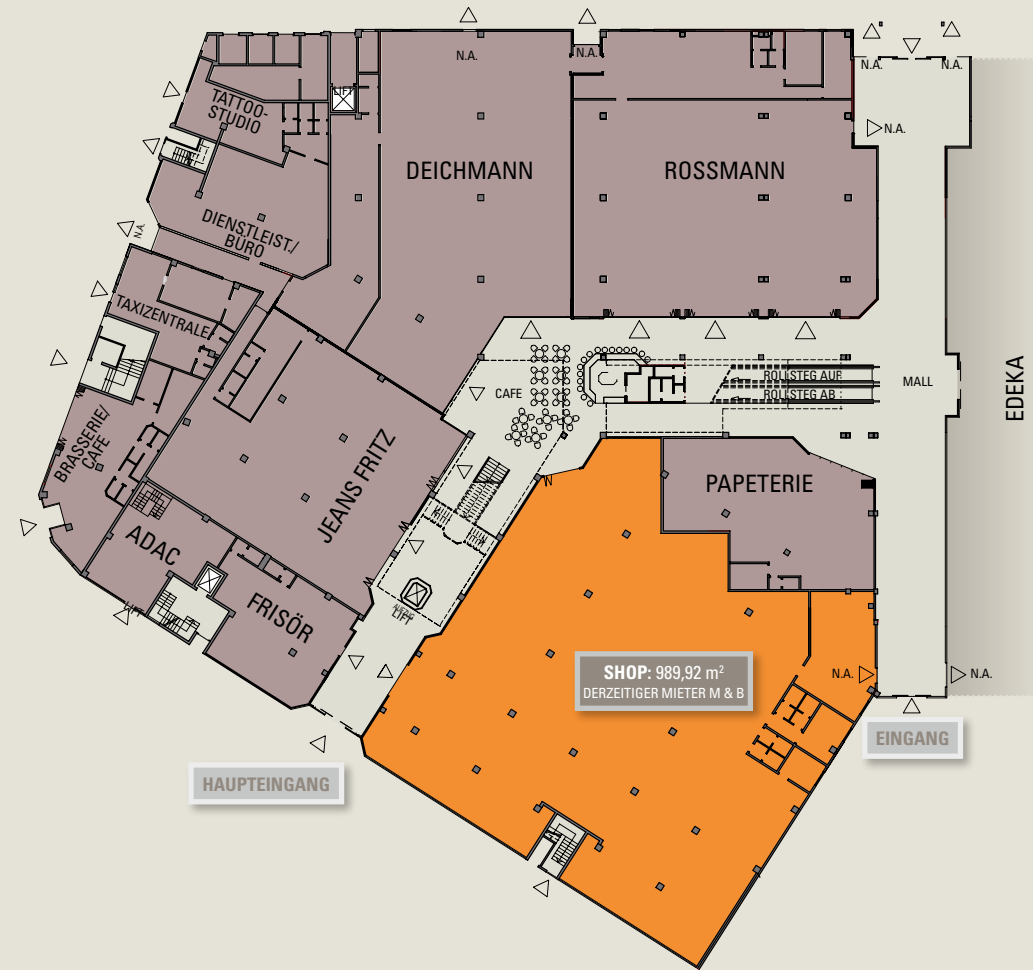 N.A.
N.A.
N.A.
N.A.
LIFT
TATTOO-
STUDIO
N.A.
DEICHMANN
ROSSMANN
DIENSTLEIST./
BÜRO
N.A.
TAXIZENTRALE
ROLLSTEG AUF
ROLLSTEG AB
MALL
CAFE
EDEKA
BRASSERIE/
CAFE
JEANS FRITZ
PAPETERIE
ADAC
LIFT
FRISÖR
LIFT
SHOP: 989,92 m²
DERZEITIGER MIETER M & B
N.A.
N.A.
EINGANG
HAUPTEINGANG